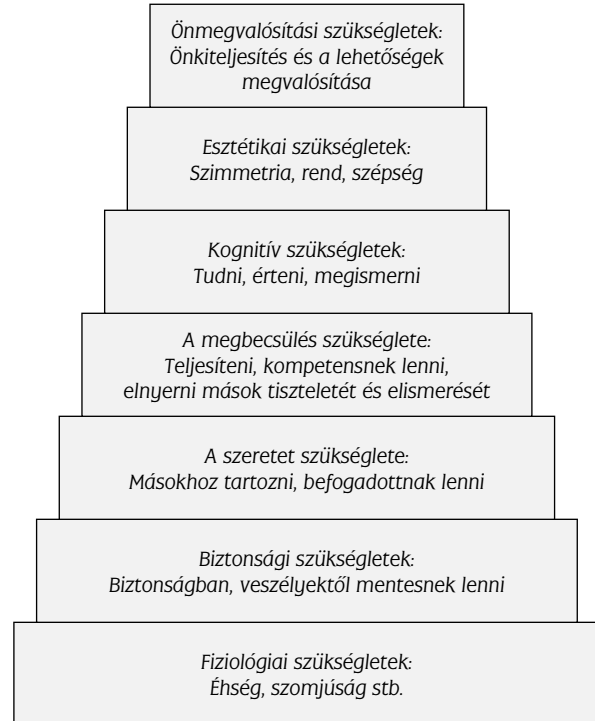 Önmegvalósítási szükségletek:
Önkiteljesítés és a lehetőségek
megvalósítása
Esztétikai szükségletek:
Szimmetria, rend, szépség
Kognitív szükségletek:
Tudni, érteni, megismerni
A megbecsülés szükséglete:
Teljesíteni, kompetensnek lenni,
elnyerni mások tiszteletét és elismerését
A szeretet szükséglete:
Másokhoz tartozni, befogadottnak lenni
Biztonsági szükségletek:
Biztonságban, veszélyektől mentesnek lenni
Fiziológiai szükségletek:
Éhség, szomjúság stb.